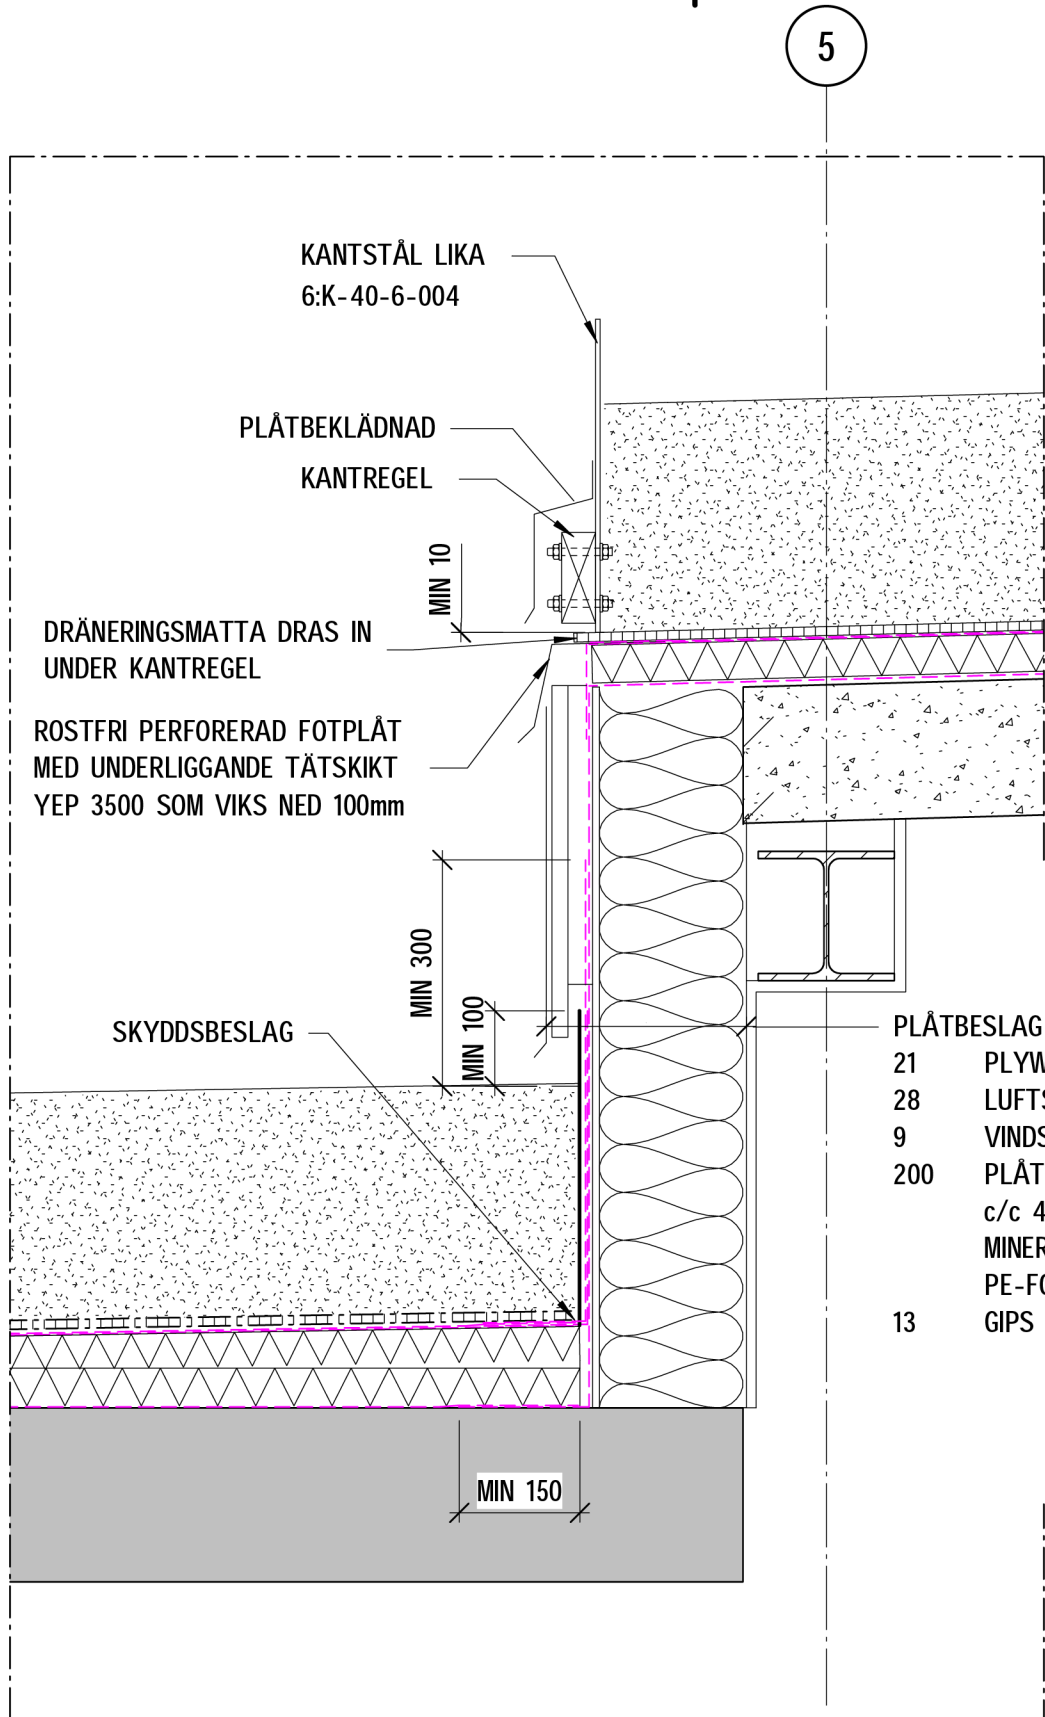 5
KANTSTÅL LIKA
6:K-40-6-004
PLÅTBEKLÄDNAD
KANTREGEL
MIN 10
DRÄNERINGSMATTA DRAS IN
UNDER KANTREGEL
ROSTFRI PERFORERAD FOTPLÅT
MED UNDERLIGGANDE TÄTSKIKT
YEP 3500 SOM VIKS NED 100mm
MIN 300
MIN 100
SKYDDSBESLAG
PLÅTBESLAG
21
28
9
200 PLÅT
c/c 4
13 GIPS
MIN 150